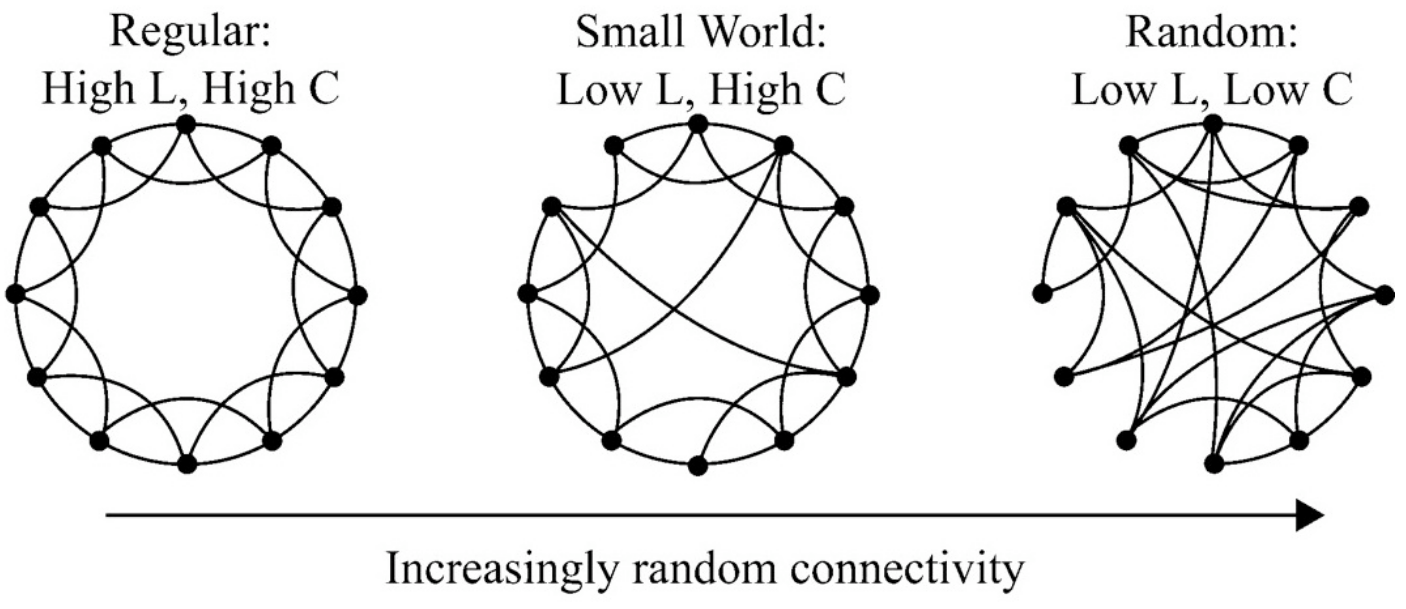 Regular:
High L, High C
Small World:
Low L, High C
Random:
Low L, Low C
Increasingly random connectivity